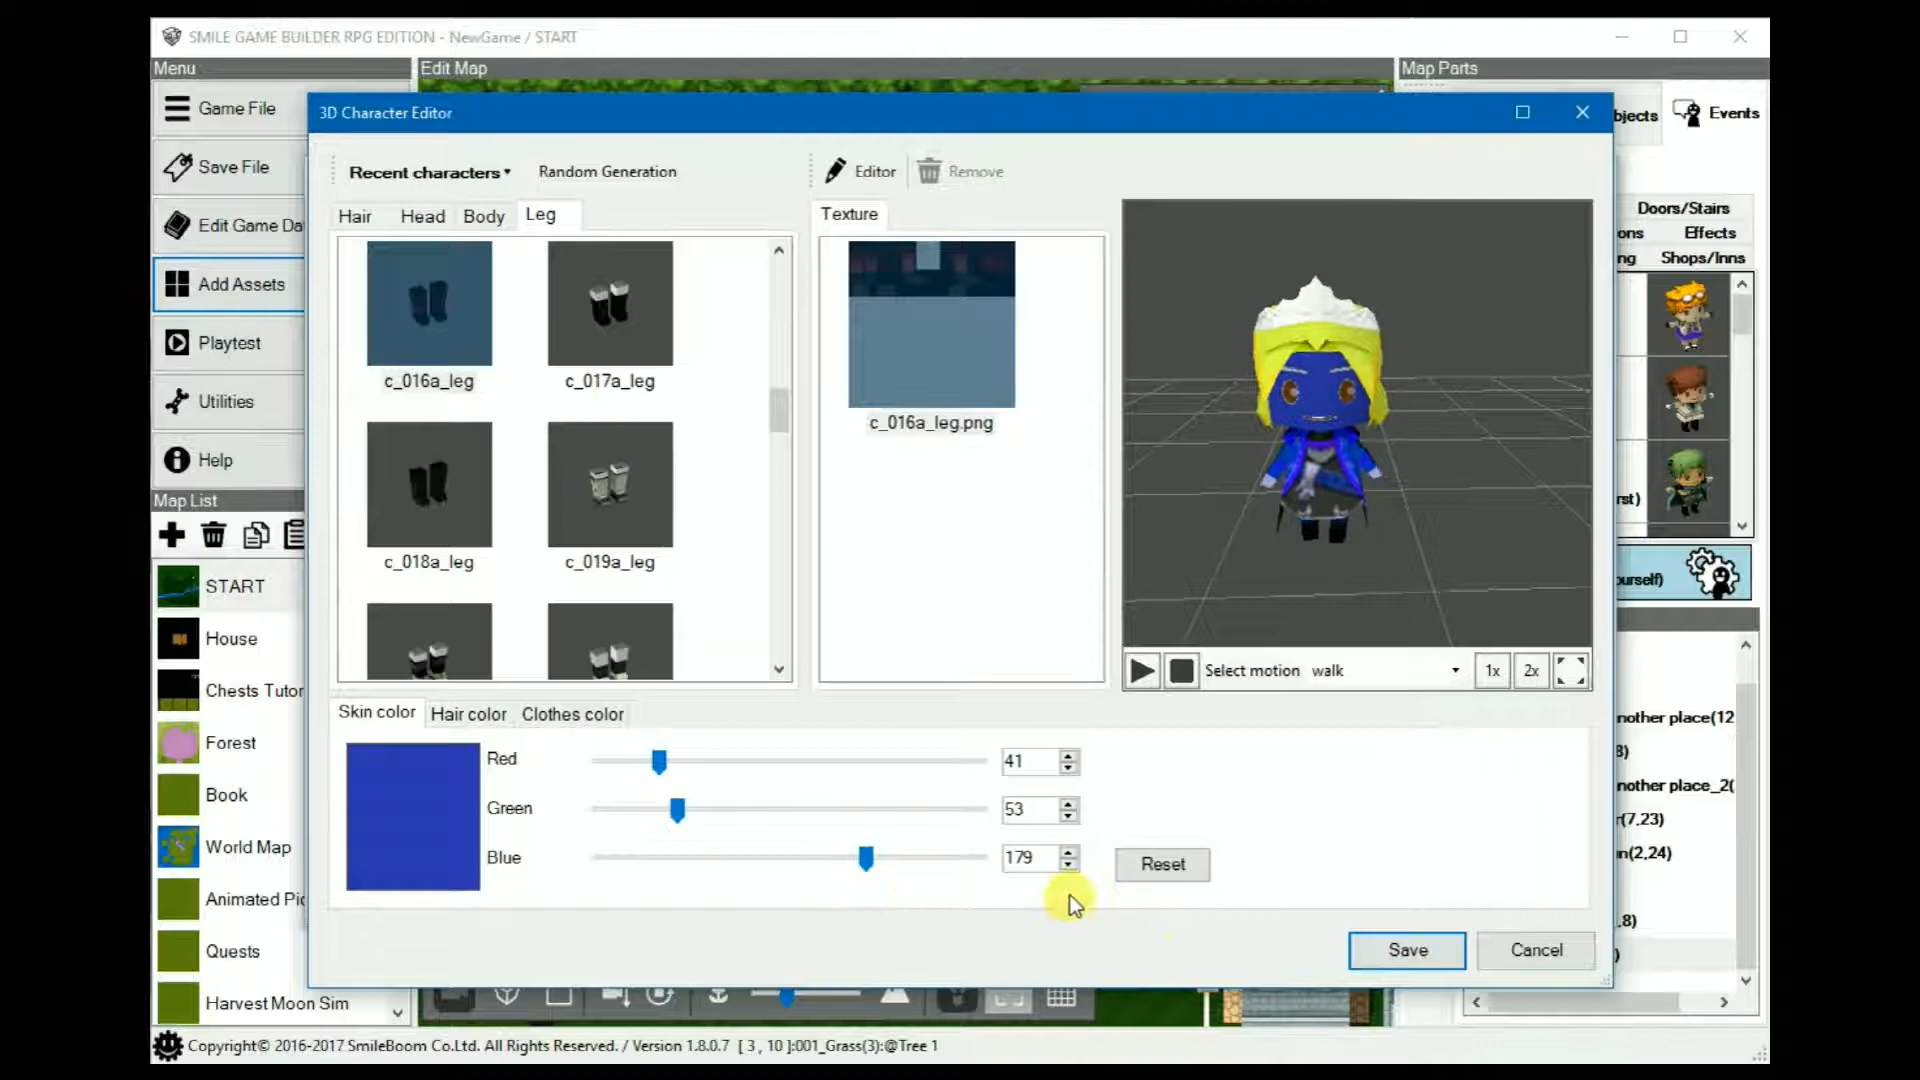 SMILE GAME BUILDER RPG EDITION - NewGame / START
Menu
Edit Map
Map Parts
Game File
Save File
Edit Game Da
Add Assets
Playtest
Utilities
Help
Map List
START
House
Chests Tutor
Forest
Book
World Map
Animated Pic
Quests
Harvest Moon Sim
3D Character Editor
Recent characters
Random Generation
Editor
Remove
Hair
Head
Body
Leg
Texture
c_016a_leg
c_017a_leg
c_018a_leg
c_019a_leg
c_016a_leg.png
Select motion walk
1x
2x
Skin color
Hair color
Clothes color
Red
41
Green
53
Blue
179
Reset
Save
Cancel
bjects
Events
Doors/Stairs
ons
Effects
ng
Shops/Inns
rst)
ourself)
nother place(12
8)
nother place_2(
r(7,23)
n(2,24)
,8)
)
Copyright© 2016-2017 SmileBoom Co.Ltd. All Rights Reserved. / Version 1.8.0.7 [ 3 , 10 ]:001_Grass(3):@Tree 1